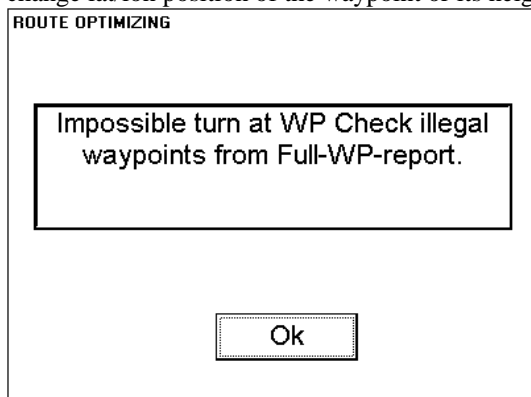 change lat/lon position of the waypoint or its neig
ROUTE OPTIMIZING
Impossible turn at WP Check illegal
waypoints from Full-WP-report.
Ok